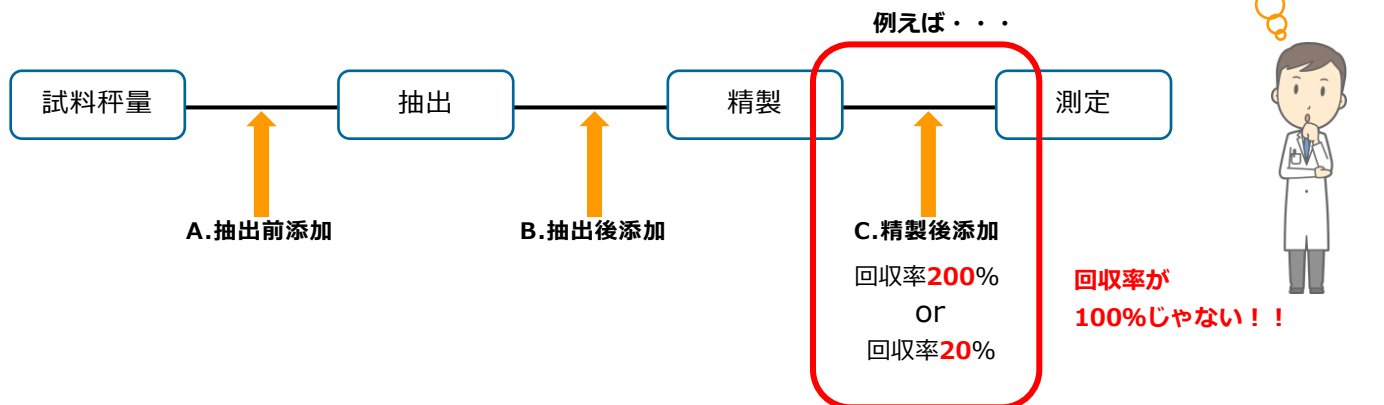 例えば・・・
試料秤量
抽出
精製
測定
A.抽出前添加
B.抽出後添加
C.精製後添加
回収率200%
or
回収率20%
回収率が
100%じゃない！！